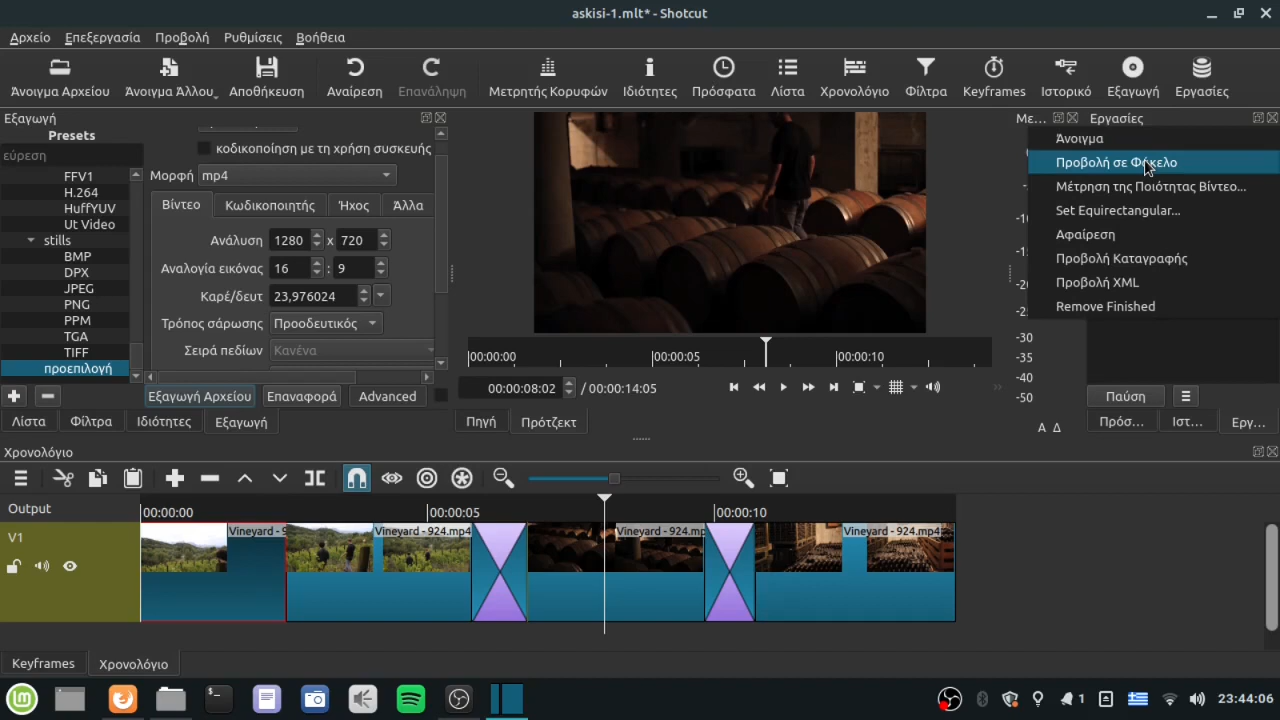 askisi-1.mlt* - Shotcut
Αρχείο Επεξεργασία Προβολή Ρυθμίσεις Βοήθεια
Άνοιγμα Αρχείου Άνοιγμα Άλλου Αποθήκευση Αναίρεση Επανάληψη Μετρητής Κορυφών Ιδιότητες Πρόσφατα Λίστα Χρονολόγιο Φίλτρα Keyframes Ιστορικό Εξαγωγή Εργασίες
Εξαγωγή
Με... Εργασίες
Presets
εύρεση
FFV1
H.264
HuffYUV
Ut Video
stills
BMP
DPX
JPEG
PNG
PPM
TGA
TIFF
προεπιλογή
κωδικοποίηση με τη χρήση συσκευής
Μορφή mp4
Βίντεο Κωδικοποιητής Ήχος Άλλα
Ανάλυση 1280 x 720
Αναλογία εικόνας 16 : 9
Καρέ/δευτ 23,976024
Τρόπος σάρωσης Προοδευτικός
Σειρά πεδίων Κανένα
Εξαγωγή Αρχείου Επαναφορά Advanced
Λίστα Φίλτρα Ιδιότητες Εξαγωγή
00:00:00 00:00:05 00:00:10
00:00:08:02 / 00:00:14:05
Πηγή Πρότζεκτ
Άνοιγμα
Προβολή σε Φάκελο
Μέτρηση της Ποιότητας Βίντεο...
Set Equirectangular...
Αφαίρεση
Προβολή Καταγραφής
Προβολή XML
Remove Finished
-30
-35
-40
-50
Α Δ
Παύση
Πρόσ... Ιστ... Εργ...
Χρονολόγιο
Output
00:00:00 00:00:05 00:00:10
V1
Vineyard - 9 Vineyard - 924.mp4 Vineyard - 924.mp Vineyard - 924.mp4
Keyframes Χρονολόγιο
1
23:44:06